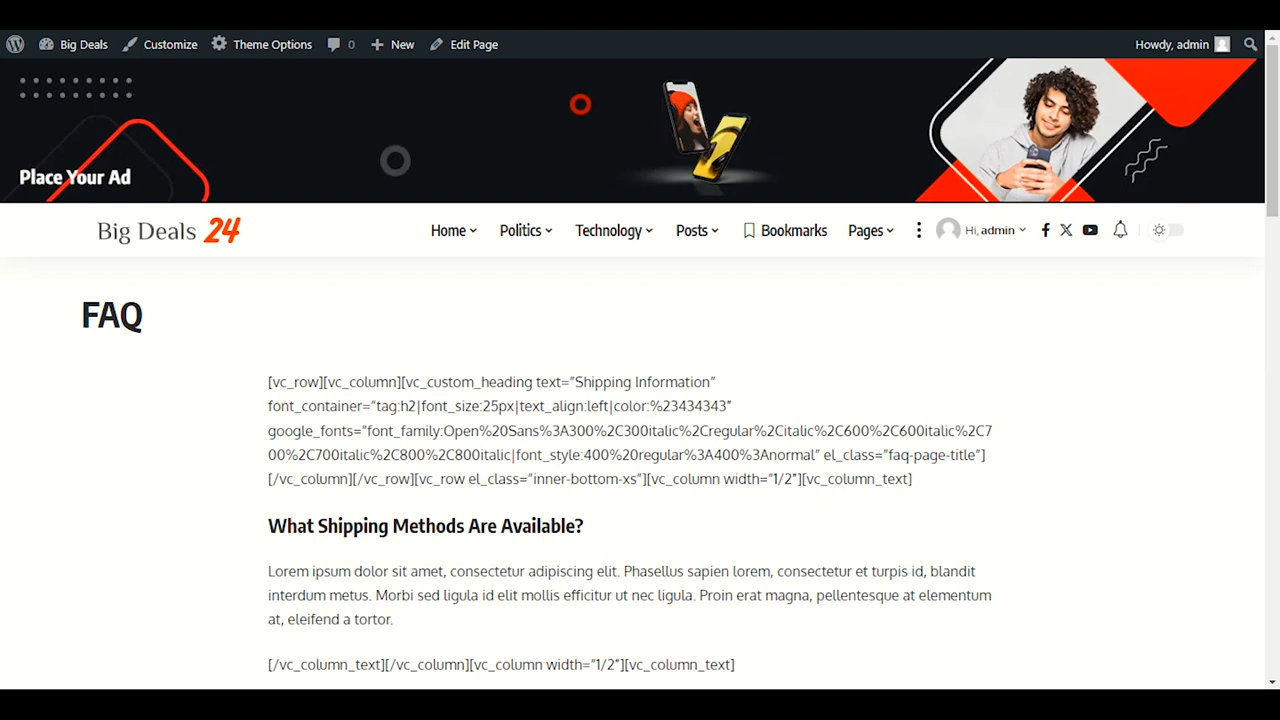 Big Deals Customize Theme Options 0 New Edit Page Howdy, admin
Place Your Ad
Big Deals 24 Home Politics Technology Posts Bookmarks Pages Hi, admin
FAQ
[vc_row][vc_column][vc_custom_heading text=”Shipping Information”
font_container=”tag:h2|font_size:25px|text_align:left|color:%23434343”
google_fonts=”font_family:Open%20Sans%3A300%2C300italic%2Cregular%2Citalic%2C600%2C600italic%2C7
00%2C700italic%2C800%2C800italic|font_style:400%20regular%3A400%3Anormal” el_class=”faq-page-title”]
[/vc_column][/vc_row][vc_row el_class=”inner-bottom-xs”][vc_column width=”1/2”][vc_column_text]
What Shipping Methods Are Available?
Lorem ipsum dolor sit amet, consectetur adipiscing elit. Phasellus sapien lorem, consectetur et turpis id, blandit
interdum metus. Morbi sed ligula id elit mollis efficitur ut nec ligula. Proin erat magna, pellentesque at elementum
at, eleifend a tortor.
[/vc_column_text][/vc_column][vc_column width=”1/2”][vc_column_text]